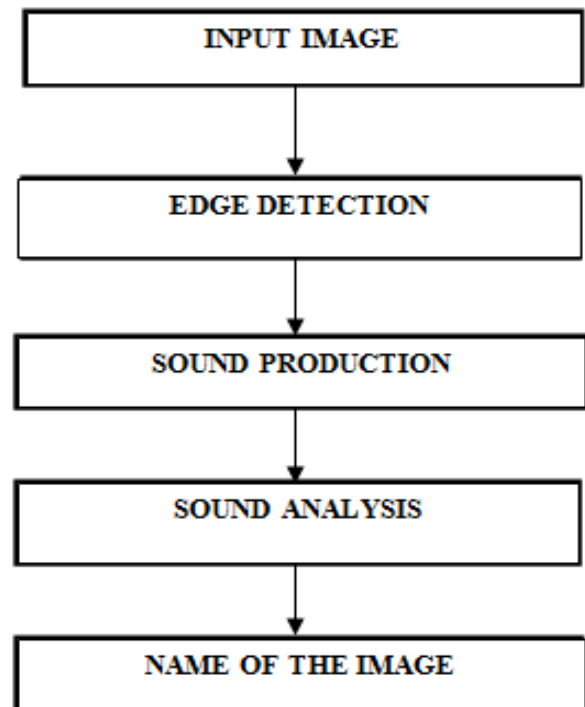 INPUT IMAGE
EDGE DETECTION
SOUND PRODUCTION
SOUND ANALYSIS
NAME OF THE IMAGE